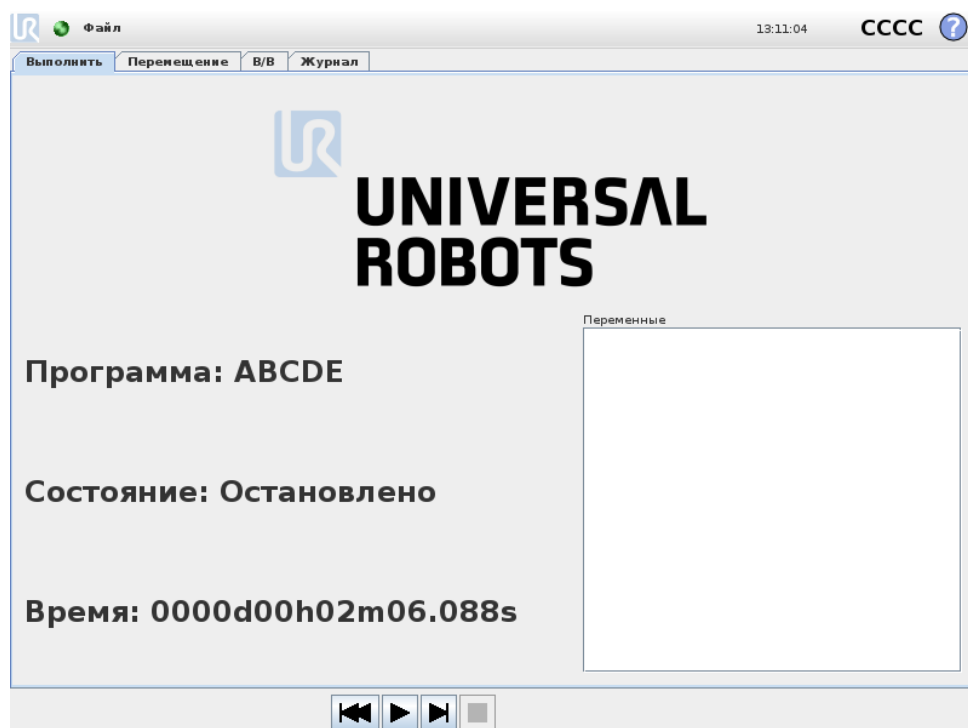 Файл
13:11:04
CCCC
?
Выполнить
Перемещение
В/В
Журнал
UNIVERSAL
ROBOTS
Переменные
Программа: ABCDE
Состояние: Остановлено
Время: 0000d00h02m06.088s